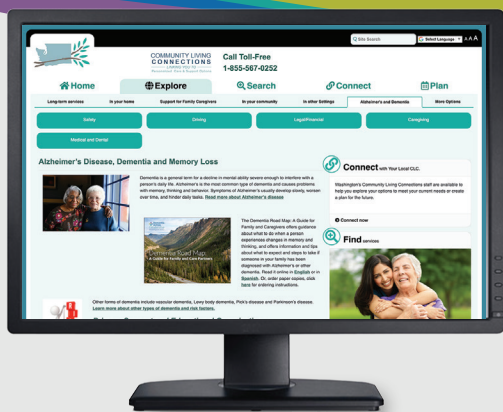 Site Search
Select Language
A A A
COMMUNITY LIVING
CONNECTIONS
Call Toll-Free
1-855-567-0252
Home
Explore
Search
Connect
Plan
Long-term services
In your home
Support for Family Caregivers
In your community
In other Settings
Alzheimer's and Dementia
More Options
Safety
Driving
Legal/Financial
Caregiving
Medical and Dental
Alzheimer's Disease, Dementia and Memory Loss
Dementia is a general term for a decline in mental ability severe enough to interfere with a
person's daily life. Alzheimer's is the most common type of dementia and causes problems
with memory, thinking and behavior. Symptoms of Alzheimer's usually develop slowly, worsen
over time, and hinder daily tasks. Read more about Alzheimer's disease
Dementia Road Map:
A Guide for Family and Care Partners
The Dementia Road Map: A Guide for
Family and Caregivers offers guidance
about what to do when a person
experiences changes in memory and
thinking, and offers information and tips
about what to expect and steps to take if
someone in your family has been
diagnosed with Alzheimer's or other
dementia. Read it online in English or in
Spanish. Or, order paper copies, click
here for ordering instructions.
Other forms of dementia include vascular dementia, Lewy body dementia, Pick's disease and Parkinson's disease.
Learn more about other types of dementia and risk factors.
Connect with Your Local CLC.
Washington's Community Living Connections staff are available to
help you explore your options to meet your current needs or create
a plan for the future.
Connect now
Find services